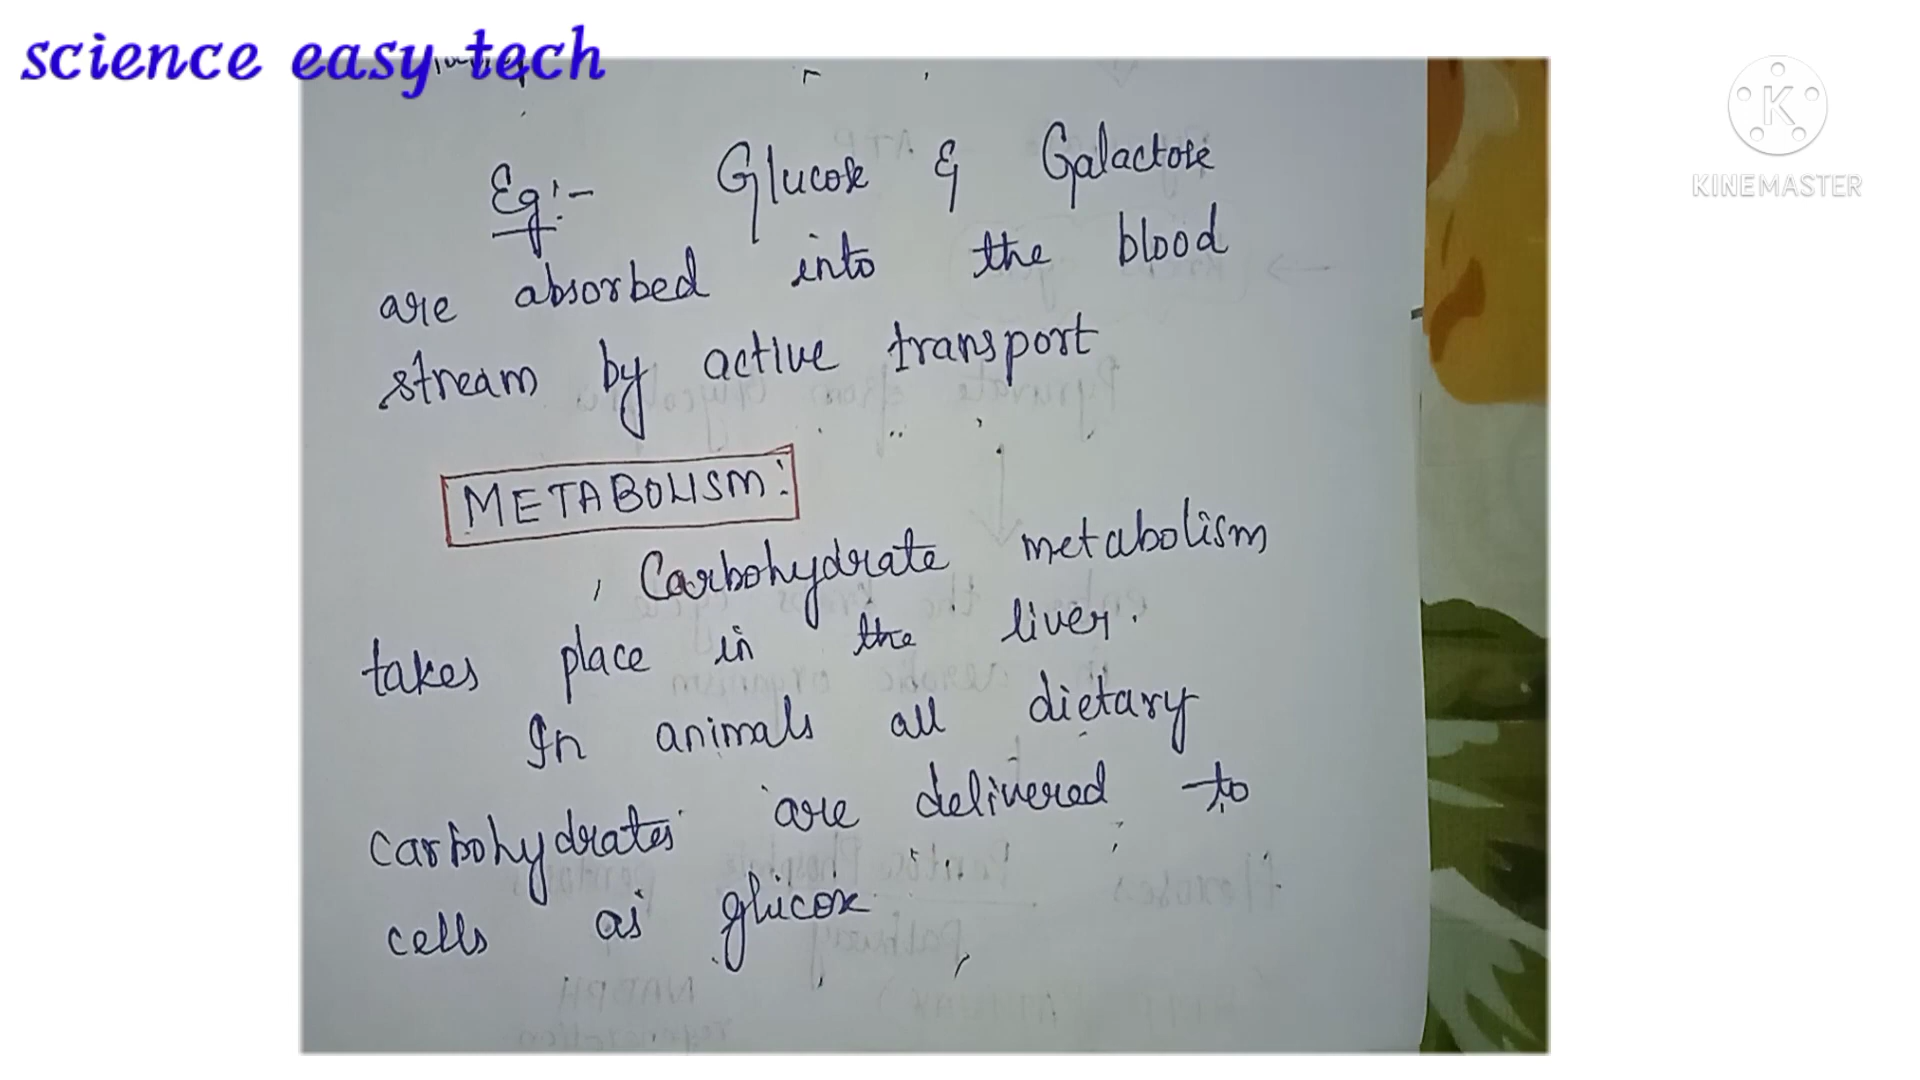 science easy tech
KINEMASTER
Eg:- Glucose & Galactose
are absorbed into the blood
stream by active transport
METABOLISM:
Carbohydrate metabolism
takes place in the liver.
In animals all dietary
carbohydrates are delivered to
cells as glucose